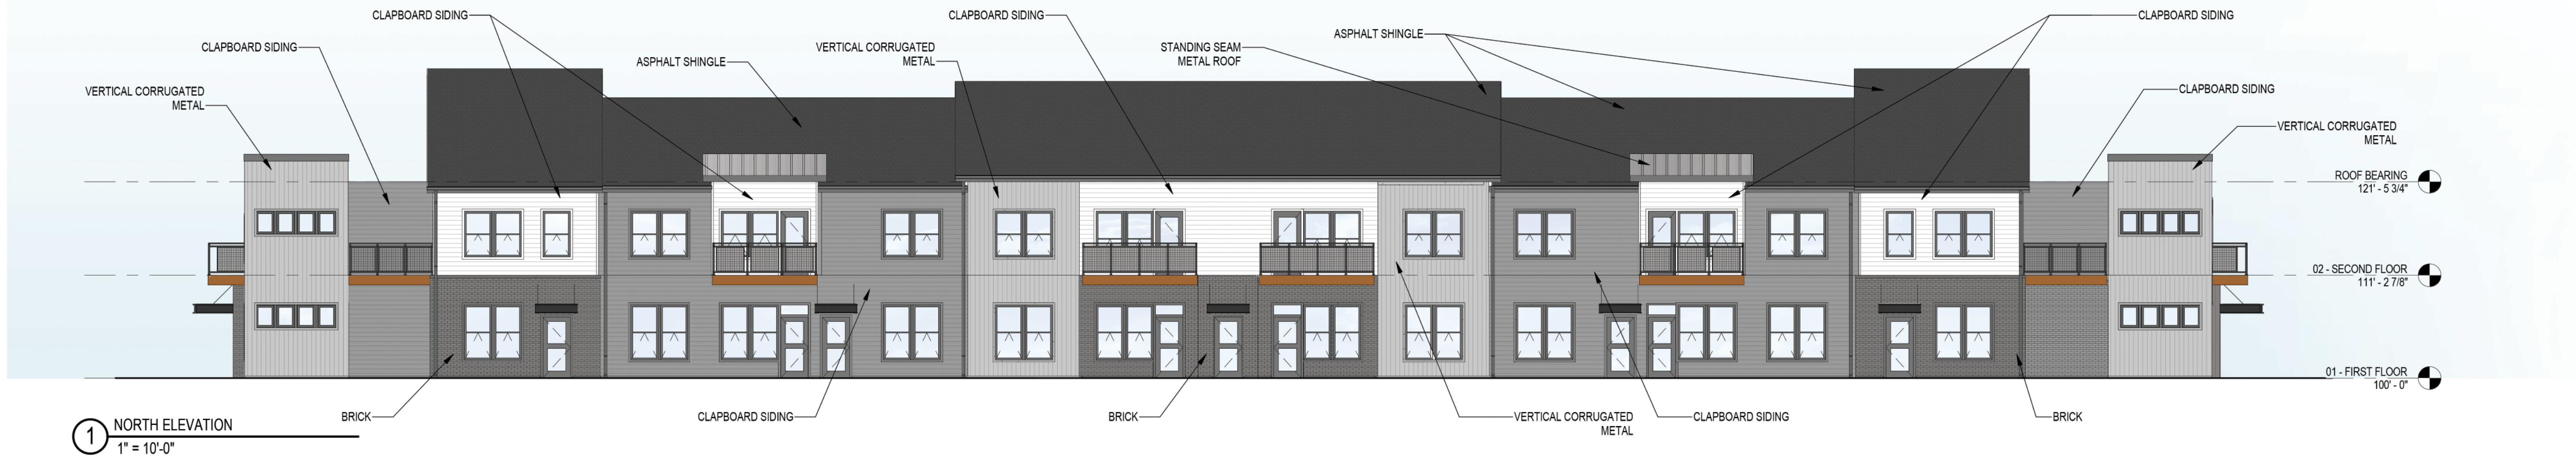 CLAPBOARD SIDING
CLAPBOARD SIDING
CLAPBOARD SIDING
ASPHALT SHINGLE
CLAPBOARD SIDING
VERTICAL CORRUGATED
METAL
STANDING SEAM
METAL ROOF
ASPHALT SHINGLE
VERTICAL CORRUGATED
METAL
CLAPBOARD SIDING
VERTICAL CORRUGATED
METAL
ROOF BEARING
121' - 5 3/4"
02 - SECOND FLOOR
111' - 2 7/8"
01 - FIRST FLOOR
100' - 0"
BRICK
CLAPBOARD SIDING
BRICK
VERTICAL CORRUGATED
METAL
CLAPBOARD SIDING
BRICK
1
NORTH ELEVATION
1" = 10'-0"